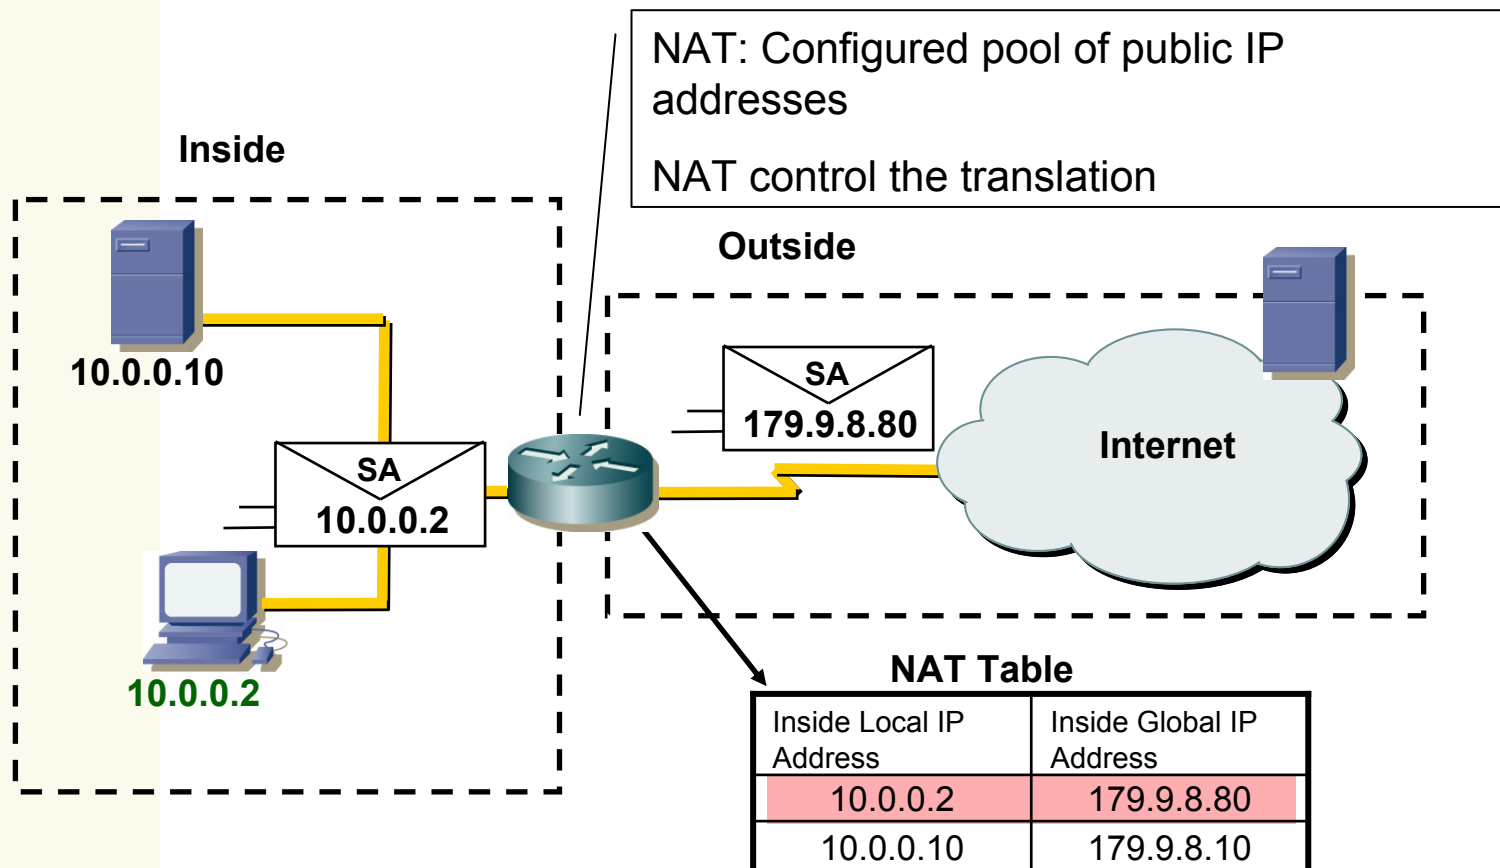 NAT: Configured pool of public IP
addresses
NAT control the translation
Inside
Outside
10.0.0.10
SA
179.9.8.80
Internet
SA
10.0.0.2
10.0.0.2
NAT Table
Inside Local IP
Address
Inside Global IP
Address
10.0.0.2
179.9.8.80
10.0.0.10
179.9.8.10